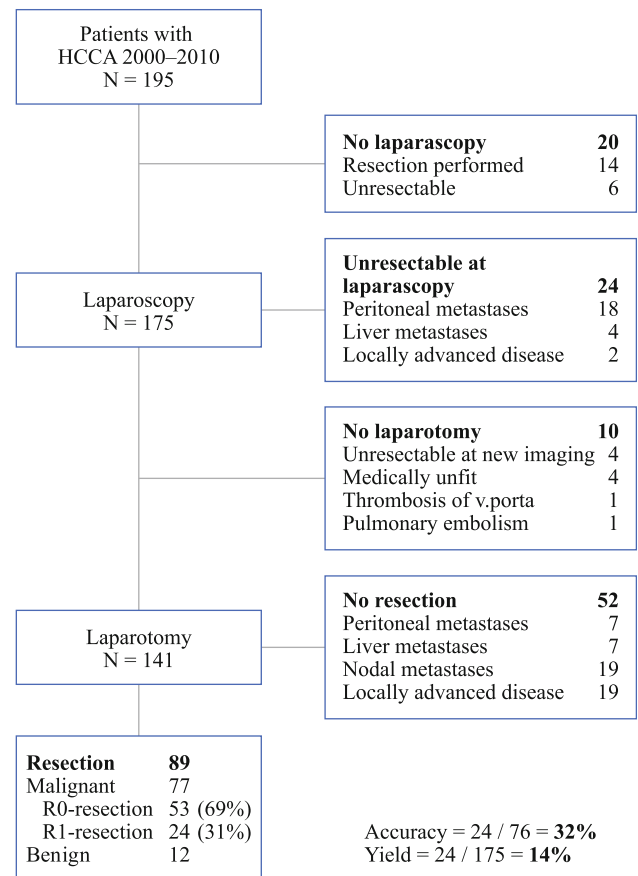 Patients with
HCCA 2000–2010
N = 195
No laparascopy 20
Resection performed 14
Unresectable 6
Unresectable at
laparascopy 24
Peritoneal metastases 18
Liver metastases 4
Locally advanced disease 2
Laparoscopy
N = 175
No laparotomy 10
Unresectable at new imaging 4
Medically unfit 4
Thrombosis of v.porta 1
Pulmonary embolism 1
Laparotomy
N = 141
No resection 52
Peritoneal metastases 7
Liver metastases 7
Nodal metastases 19
Locally advanced disease 19
Resection 89
Malignant 77
R0-resection 53 (69%)
R1-resection 24 (31%)
Benign 12
Accuracy = 24 / 76 = 32%
Yield = 24 / 175 = 14%